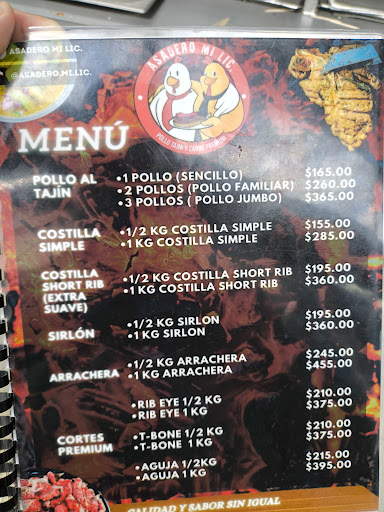 ASADERO MI LIC.
@ASADERO.MI.LIC.
ASADERO MI LIC.
MENÚ
POLLO AL TAJÍN
•1 POLLO (SENCILLO) $165.00
•2 POLLOS (POLLO FAMILIAR) $260.00
•3 POLLOS ( POLLO JUMBO) $365.00
COSTILLA SIMPLE
•1/2 KG COSTILLA SIMPLE $155.00
•1 KG COSTILLA SIMPLE $285.00
COSTILLA SHORT RIB (EXTRA SUAVE)
•1/2 KG COSTILLA SHORT RIB $195.00
•1 KG COSTILLA SHORT RIB $360.00
SIRLÓN
•1/2 KG SIRLON $195.00
•1 KG SIRLON $360.00
ARRACHERA
•1/2 KG ARRACHERA $245.00
•1 KG ARRACHERA $455.00
CORTES PREMIUM
•RIB EYE 1/2 KG $210.00
•RIB EYE 1 KG $375.00
•T-BONE 1/2 KG $210.00
•T-BONE 1 KG $375.00
•AGUJA 1/2KG $215.00
•AGUJA 1 KG $395.00
CALIDAD Y SABOR SIN IGUAL